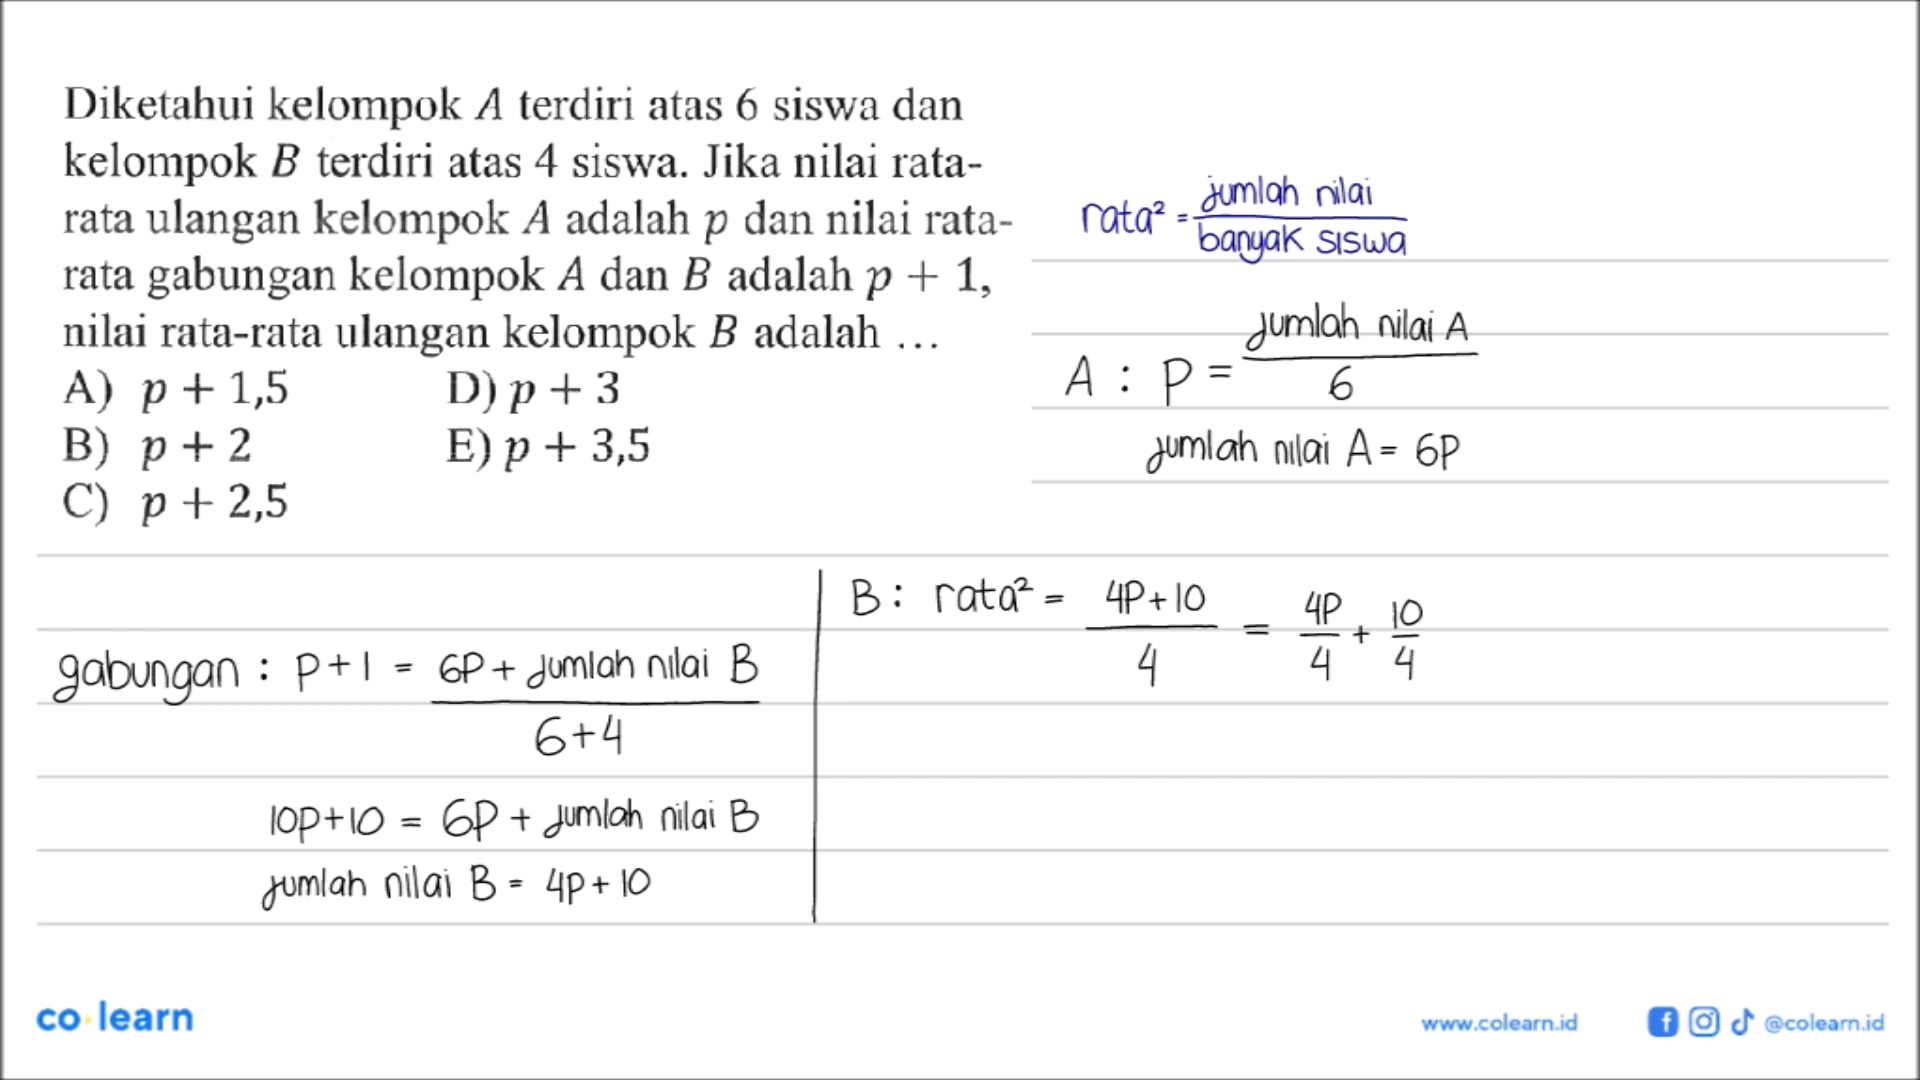 Diketahui kelompok A terdiri atas 6 siswa dan
kelompok B terdiri atas 4 siswa. Jika nilai rata-
rata ulangan kelompok A adalah p dan nilai rata-
rata gabungan kelompok A dan B adalah p + 1,
nilai rata-rata ulangan kelompok B adalah ...
A) p + 1,5 D) p + 3
B) p + 2 E) p + 3,5
C) p + 2,5
rata² = jumlah nilai / banyak siswa
A : P = jumlah nilai A / 6
jumlah nilai A = 6P
gabungan : P+1 = 6P + jumlah nilai B / 6+4
10P+10 = 6P + jumlah nilai B
jumlah nilai B = 4P+10
B : rata² = 4P+10 / 4 = 4P/4 + 10/4
co learn
www.colearn.id
@colearn.id